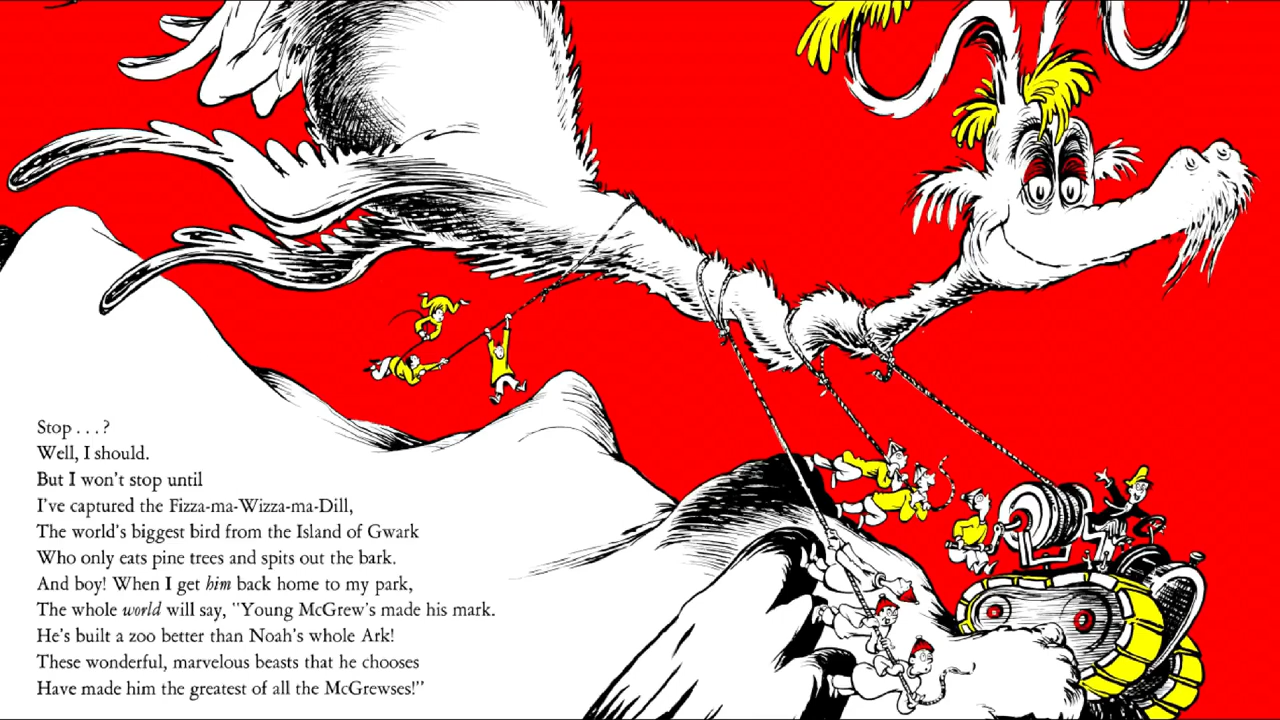 Stop . . . ?
Well, I should.
But I won't stop until
I've captured the Fizza-ma-Wizza-ma-Dill,
The world's biggest bird from the Island of Gwark
Who only eats pine trees and spits out the bark.
And boy! When I get him back home to my park,
The whole world will say, "Young McGrew's made his mark.
He's built a zoo better than Noah's whole Ark!
These wonderful, marvelous beasts that he chooses
Have made him the greatest of all the McGrewses!"